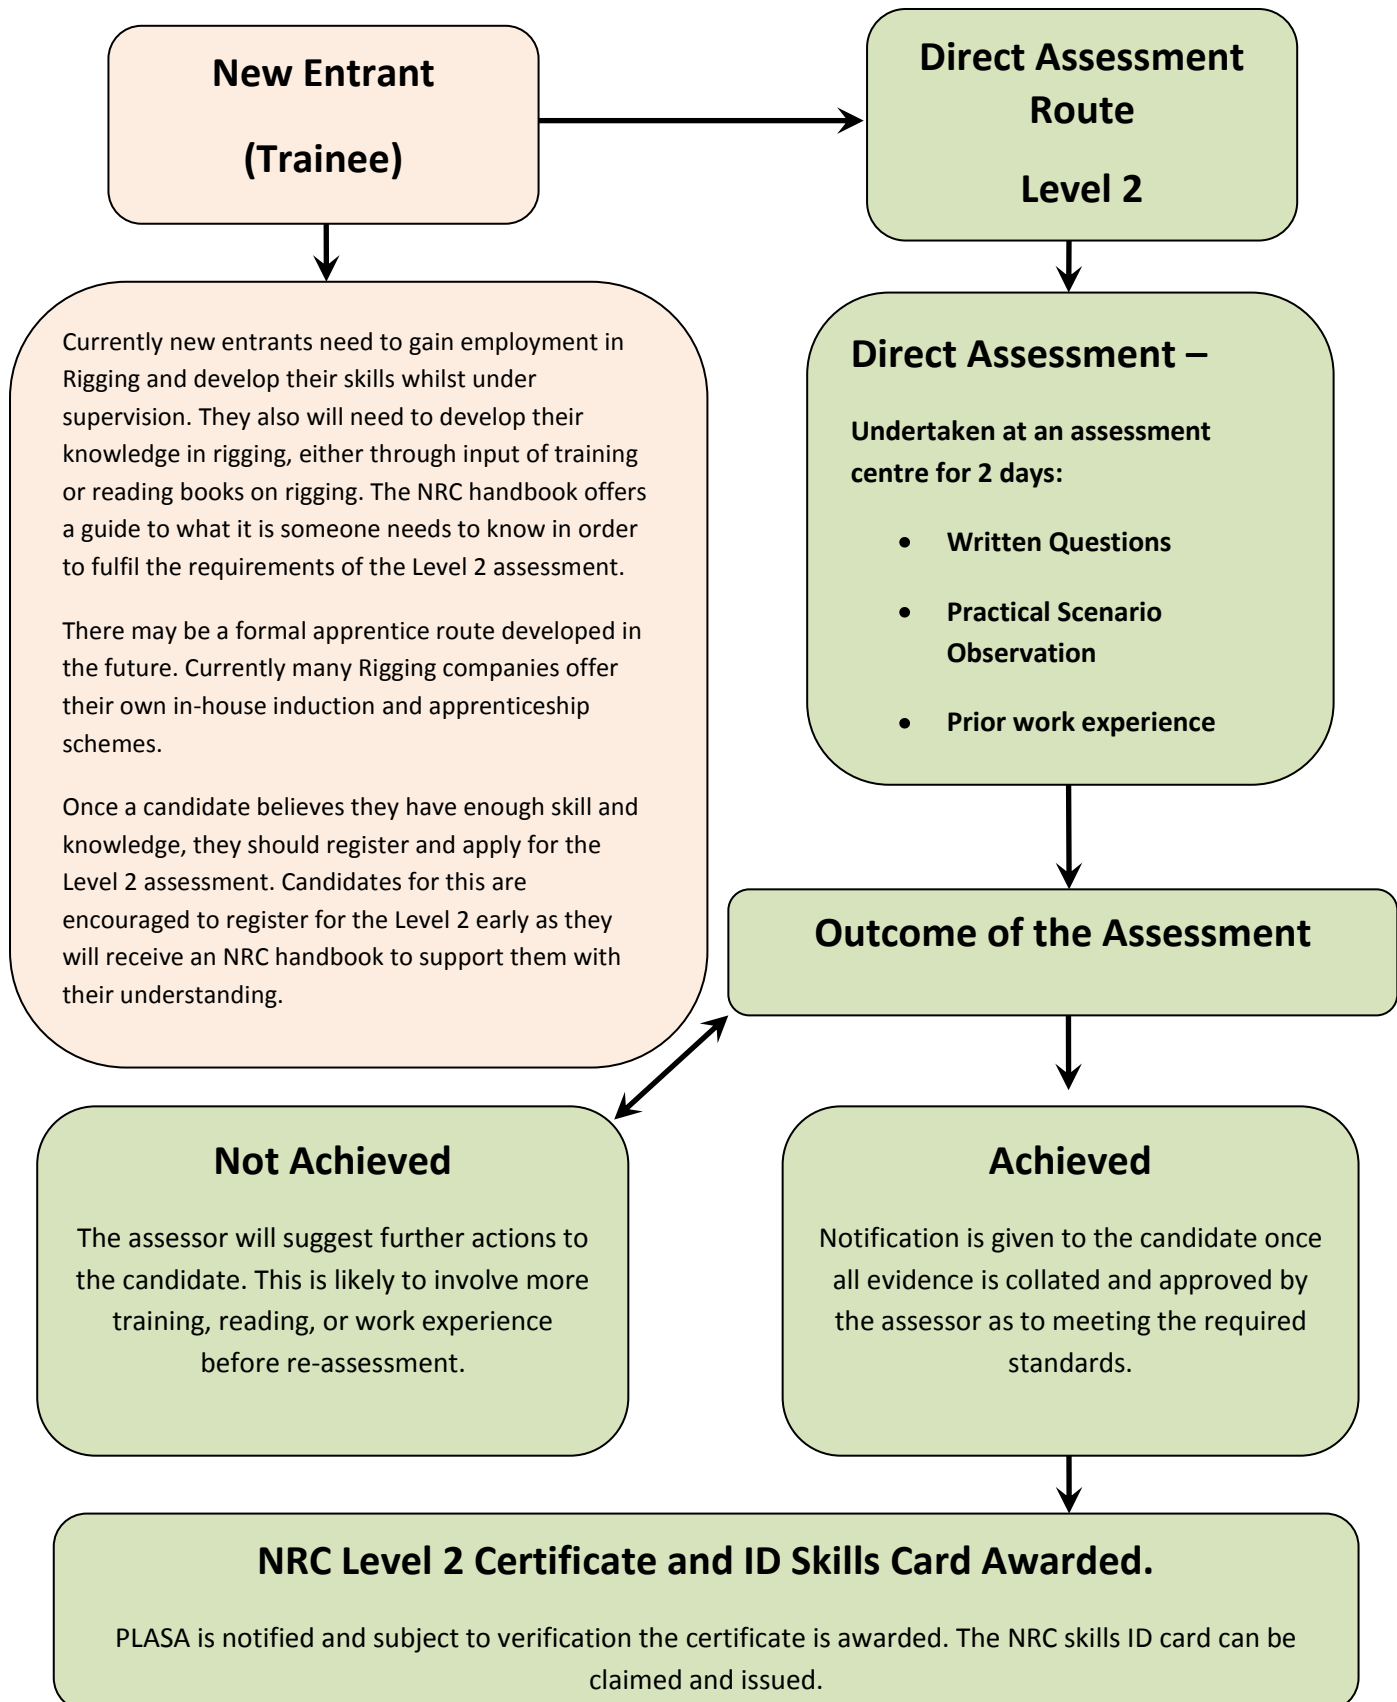 New Entrant
(Trainee)
Direct Assessment
Route
Level 2
Currently new entrants need to gain employment in
Rigging and develop their skills whilst under
supervision. They also will need to develop their
knowledge in rigging, either through input of training
or reading books on rigging. The NRC handbook offers
a guide to what it is someone needs to know in order
to fulfil the requirements of the Level 2 assessment.
There may be a formal apprentice route developed in
the future. Currently many Rigging companies offer
their own in-house induction and apprenticeship
schemes.
Once a candidate believes they have enough skill and
knowledge, they should register and apply for the
Level 2 assessment. Candidates for this are
encouraged to register for the Level 2 early as they
will receive an NRC handbook to support them with
their understanding.
Direct Assessment –
Undertaken at an assessment
centre for 2 days:
• Written Questions
• Practical Scenario
Observation
• Prior work experience
Outcome of the Assessment
Not Achieved
The assessor will suggest further actions to
the candidate. This is likely to involve more
training, reading, or work experience
before re-assessment.
Achieved
Notification is given to the candidate once
all evidence is collated and approved by
the assessor as to meeting the required
standards.
NRC Level 2 Certificate and ID Skills Card Awarded.
PLASA is notified and subject to verification the certificate is awarded. The NRC skills ID card can be
claimed and issued.